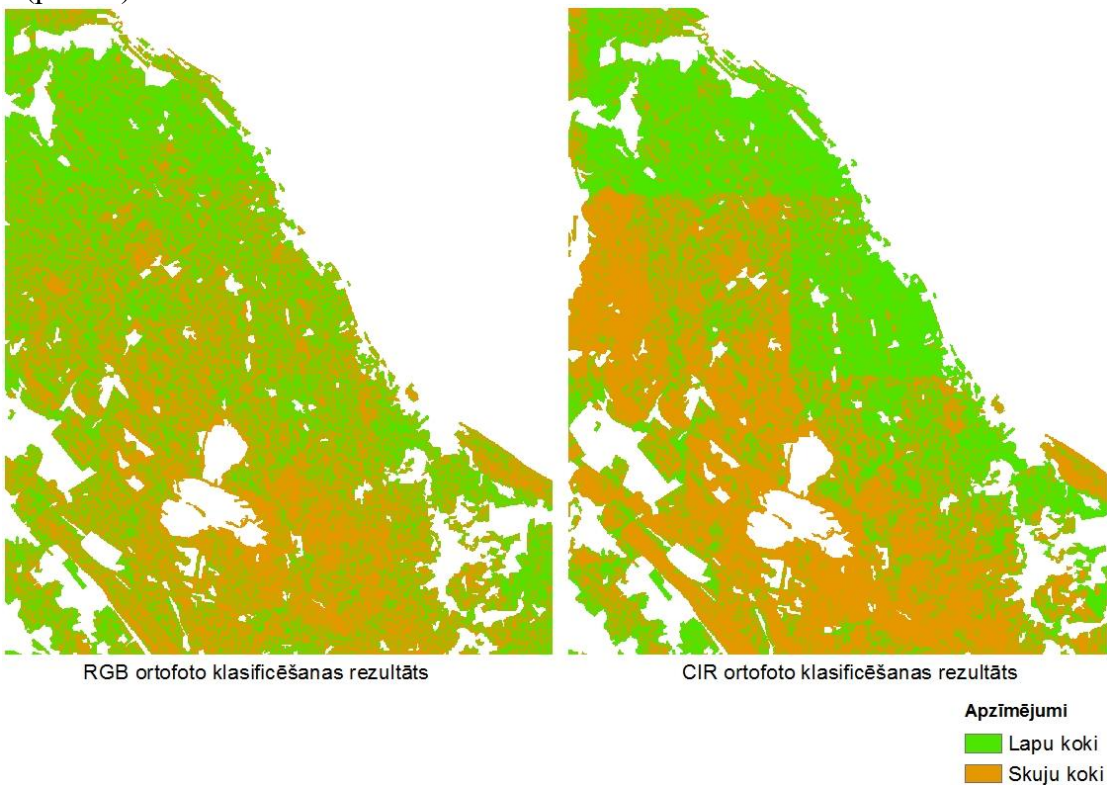 RGB ortofoto klasificēšanas rezultāts
CIR ortofoto klasificēšanas rezultāts
Apzīmējumi
Lapu koki
Skuju koki